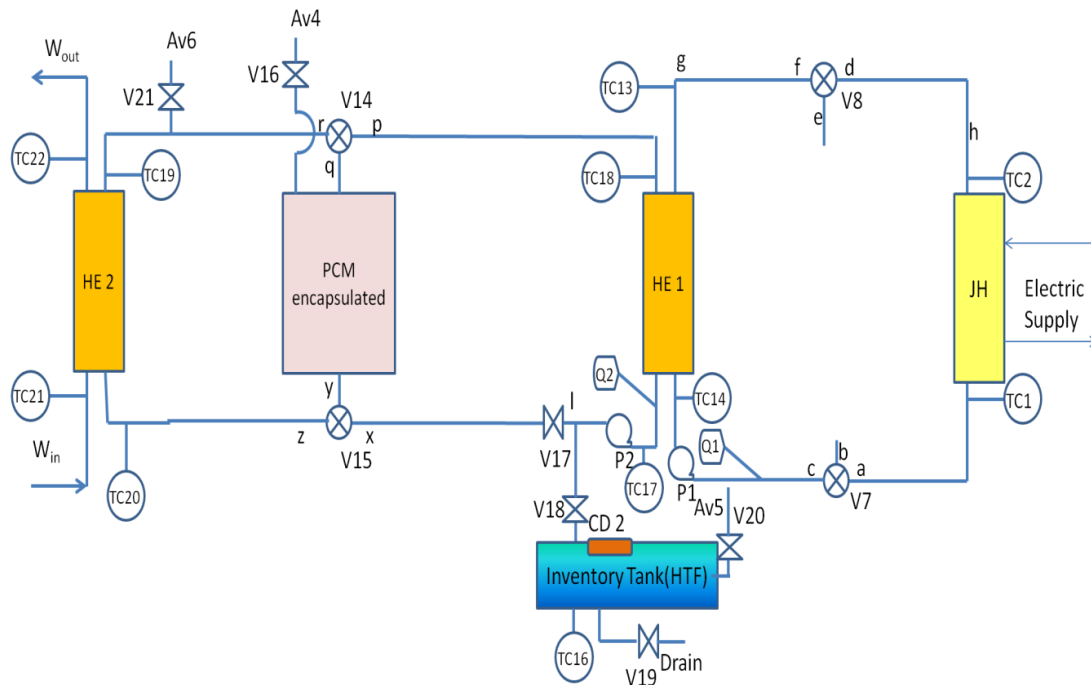 Av4
Av6
Wout
V16
V21
V14
r
p
q
g
f
d
V8
e
h
TC13
TC22
TC19
TC18
TC2
HE 2
PCM
encapsulated
HE 1
JH
Electric
Supply
TC21
Q2
TC14
TC1
y
z
x
V15
l
V17
P2
TC17
Q1
P1
c
b
a
V7
Win
TC20
Av5
V20
V18
CD 2
Inventory Tank(HTF)
TC16
V19
Drain